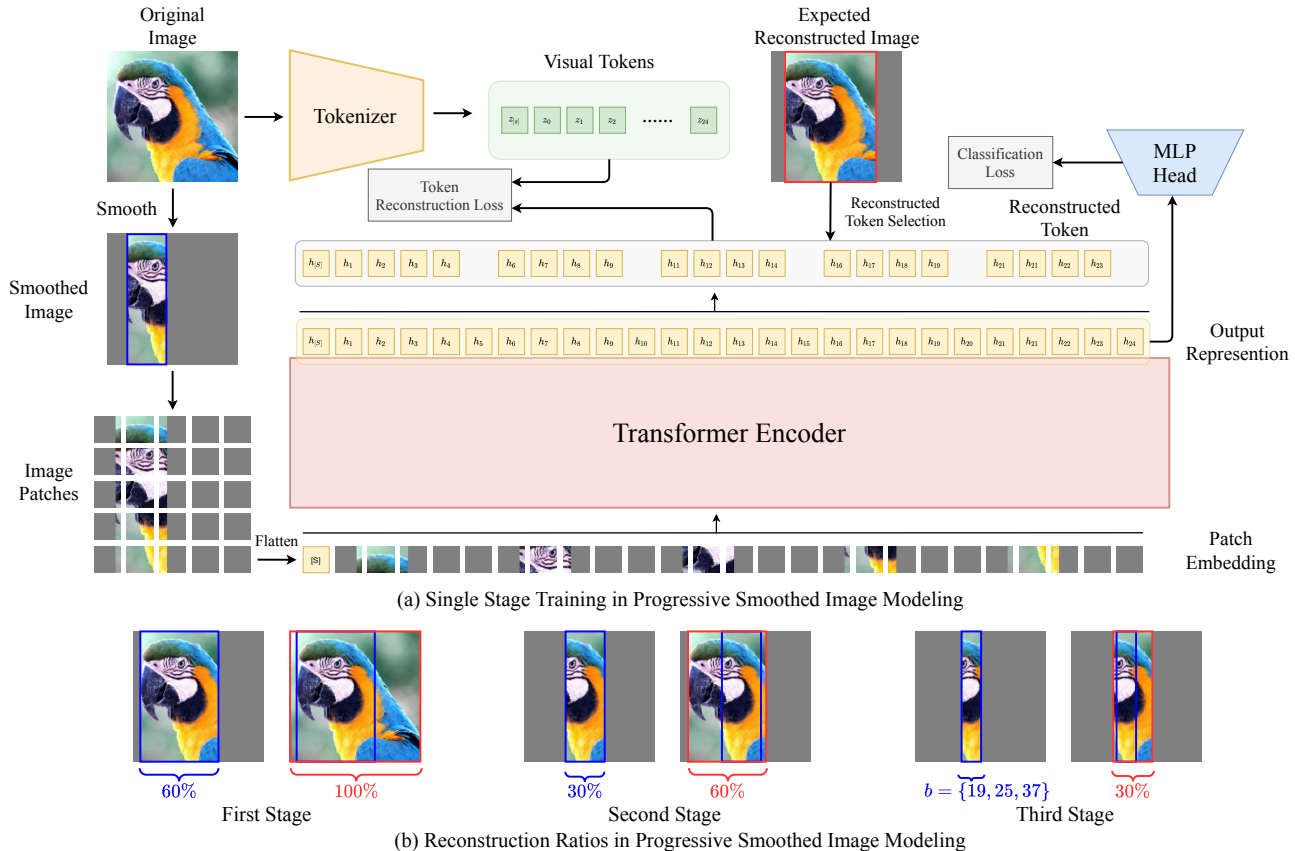 Original
Image
Tokenizer
Visual Tokens
z[s] z0 z1 z2 ...... z24
Expected
Reconstructed Image
MLP
Head
Classification
Loss
Token
Reconstruction Loss
Smooth
Reconstructed
Token Selection
Reconstructed
Token
h[S] h1 h2 h3 h4 h6 h7 h8 h9 h11 h12 h13 h14 h16 h17 h18 h19 h21 h21 h22 h23
Smoothed
Image
h[S] h1 h2 h3 h4 h5 h6 h7 h8 h9 h10 h11 h12 h13 h14 h15 h16 h17 h18 h19 h20 h21 h21 h22 h23 h24
Output
Represention
Transformer Encoder
Image
Patches
Flatten
[S]
Patch
Embedding
(a) Single Stage Training in Progressive Smoothed Image Modeling
60% 100% 30% 60% b = {19, 25, 37} 30%
First Stage Second Stage Third Stage
(b) Reconstruction Ratios in Progressive Smoothed Image Modeling